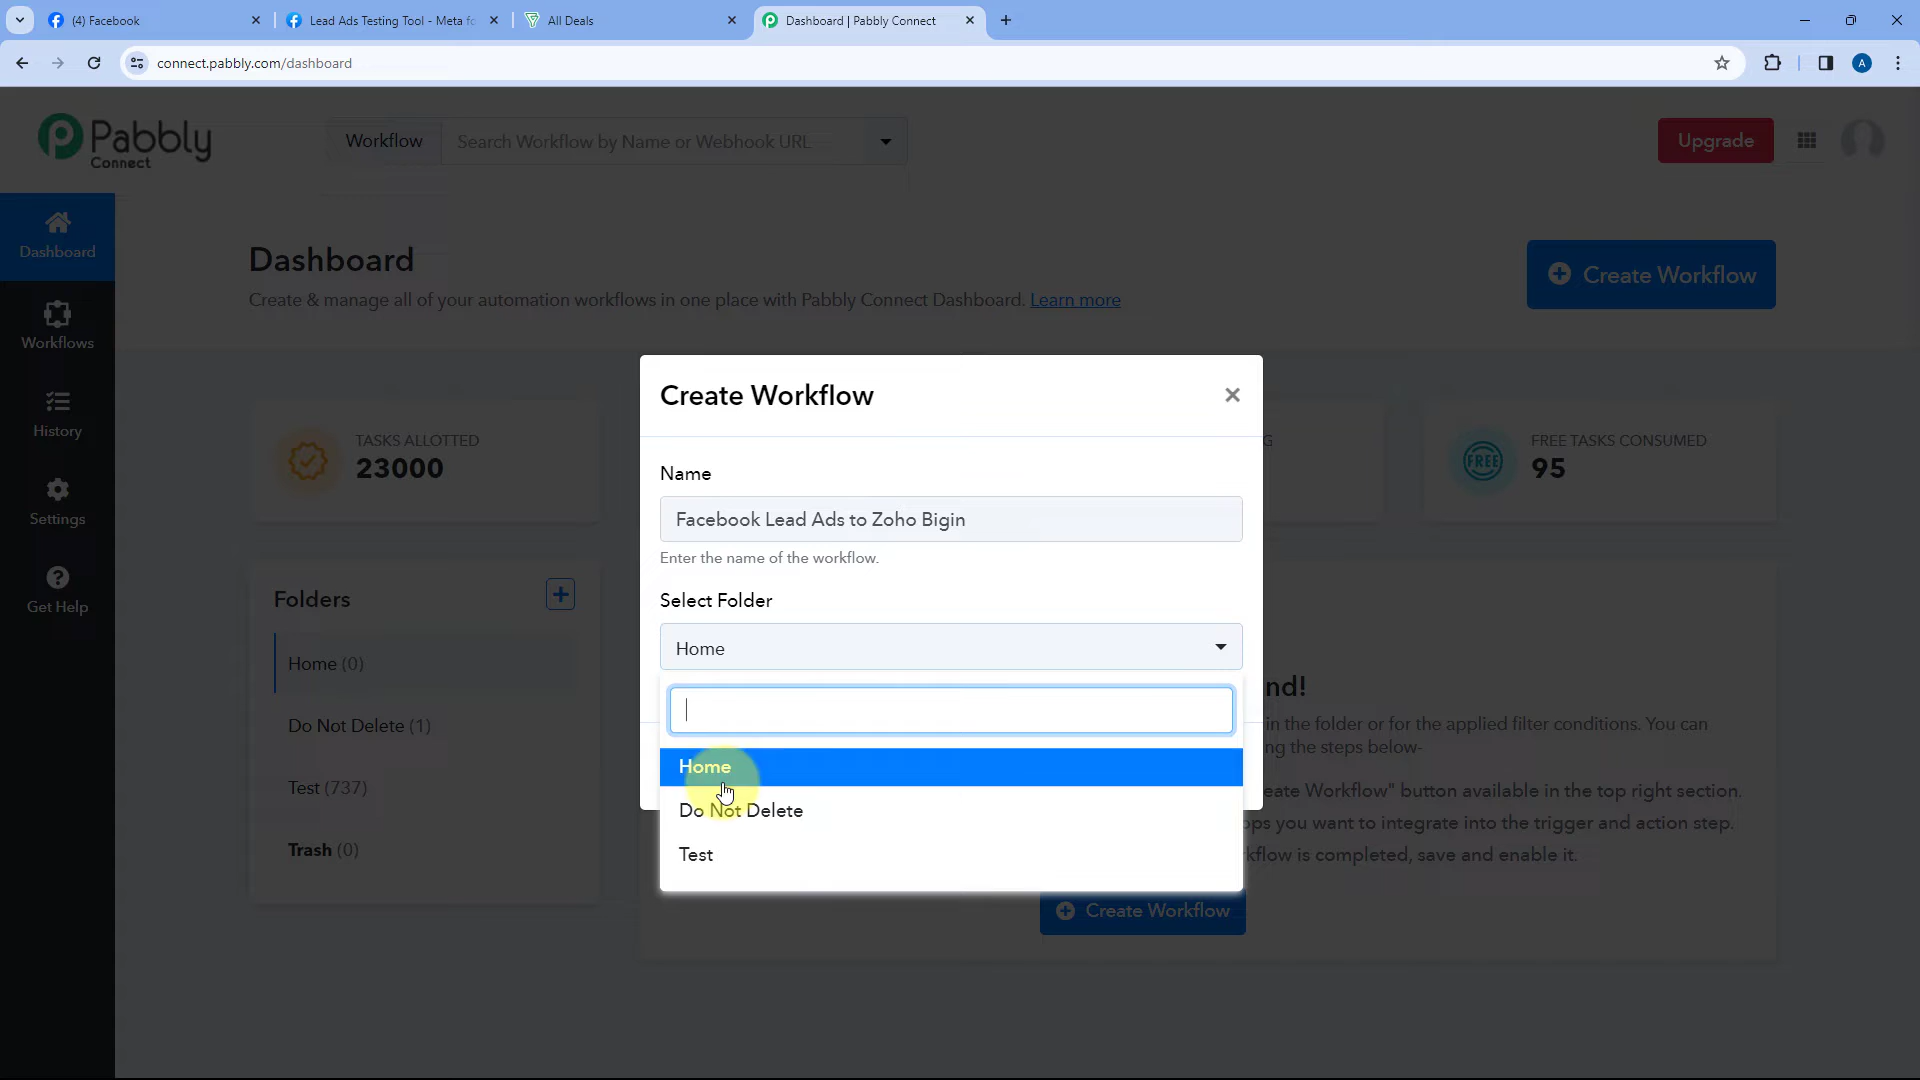 (4) Facebook
Lead Ads Testing Tool - Meta fo
All Deals
Dashboard | Pabbly Connect
connect.pabbly.com/dashboard
A
Pabbly
Connect
Workflow
Search Workflow by Name or Webhook URL
Upgrade
Dashboard
Workflows
History
Settings
Get Help
Dashboard
Create & manage all of your automation workflows in one place with Pabbly Connect Dashboard. Learn more
Create Workflow
TASKS ALLOTTED
23000
G
FREE
FREE TASKS CONSUMED
95
Folders
Home (0)
Do Not Delete (1)
Test (737)
Trash (0)
Create Workflow
Name
Facebook Lead Ads to Zoho Bigin
Enter the name of the workflow.
Select Folder
Home
Home
Do Not Delete
Test
nd!
in the folder or for the applied filter conditions. You can
ng the steps below-
eate Workflow" button available in the top right section.
ops you want to integrate into the trigger and action step.
kflow is completed, save and enable it.
Create Workflow